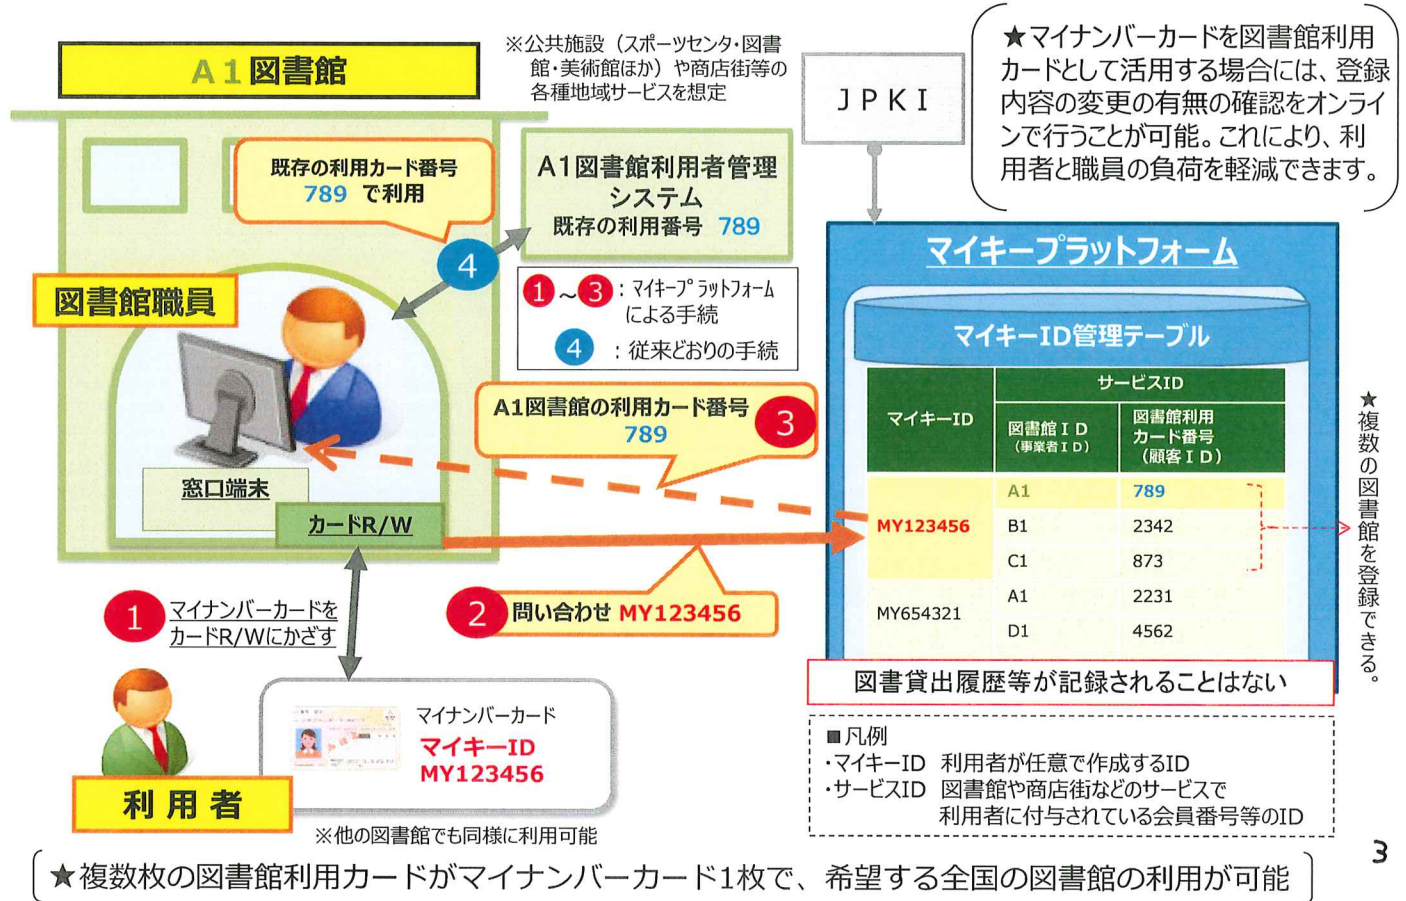 ★マイナンバーカードを図書館利用
カードとして活用する場合には、登録
内容の変更の有無の確認をオンライ
ンで行うことが可能。これにより、利
用者と職員の負荷を軽減できます。
※公共施設（スポーツセンタ・図書
館・美術館ほか）や商店街等の
各種地域サービスを想定
A1図書館
JPKI
既存の利用カード番号
789 で利用
A1図書館利用者管理
システム
既存の利用番号 789
4
図書館職員
1～3：マイキープラットフォーム
による手続
4：従来どおりの手続
A1図書館の利用カード番号
789
3
窓口端末
カードR/W
マイキープラットフォーム
マイキーID管理テーブル
マイキーID
サービスID
図書館ID
（事業者ID）
図書館利用
カード番号
（顧客ID）
A1 789
MY123456 B1 2342
C1 873
A1 2231
MY654321
D1 4562
★複数の図書館を登録できる。
図書貸出履歴等が記録されることはない
1
マイナンバーカードを
カードR/Wにかざす
2 問い合わせ MY123456
マイナンバーカード
マイキーID
MY123456
利用者
※他の図書館でも同様に利用可能
■凡例
・マイキーID 利用者が任意で作成するID
・サービスID 図書館や商店街などのサービスで
利用者に付与されている会員番号等のID
3
★複数枚の図書館利用カードがマイナンバーカード1枚で、希望する全国の図書館の利用が可能